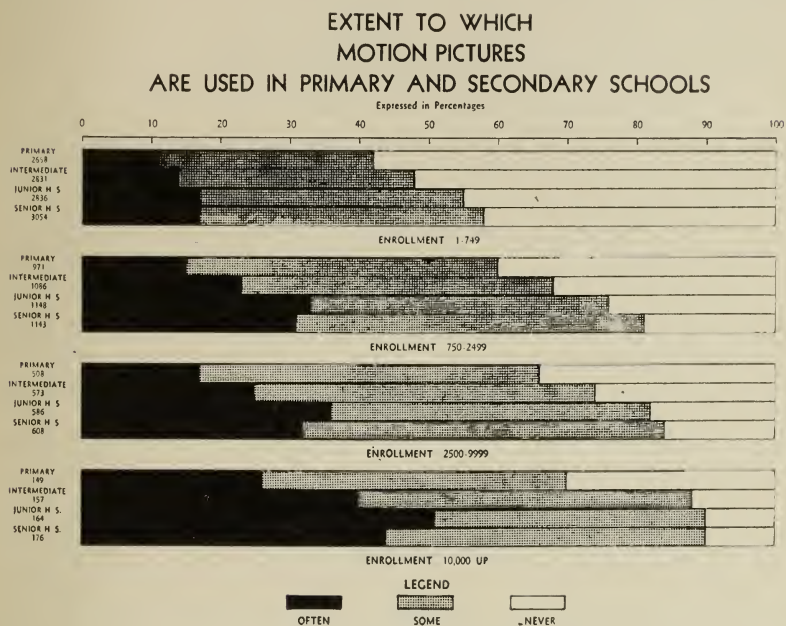 EXTENT TO WHICH
MOTION PICTURES
ARE USED IN PRIMARY AND SECONDARY SCHOOLS
Expressed in Percentages
0 10 20 30 40 50 60 70 80 90 100
PRIMARY
2658
INTERMEDIATE
2831
JUNIOR H S
2836
SENIOR H S
3054
ENROLLMENT 1-749
PRIMARY
971
INTERMEDIATE
1086
JUNIOR H S
1148
SENIOR H S
1143
ENROLLMENT 750-2499
PRIMARY
508
INTERMEDIATE
573
JUNIOR H S
586
SENIOR H S
608
ENROLLMENT 2500-9999
PRIMARY
149
INTERMEDIATE
157
JUNIOR H S.
164
SENIOR H S.
176
ENROLLMENT 10,000 UP
LEGEND
OFTEN SOME NEVER